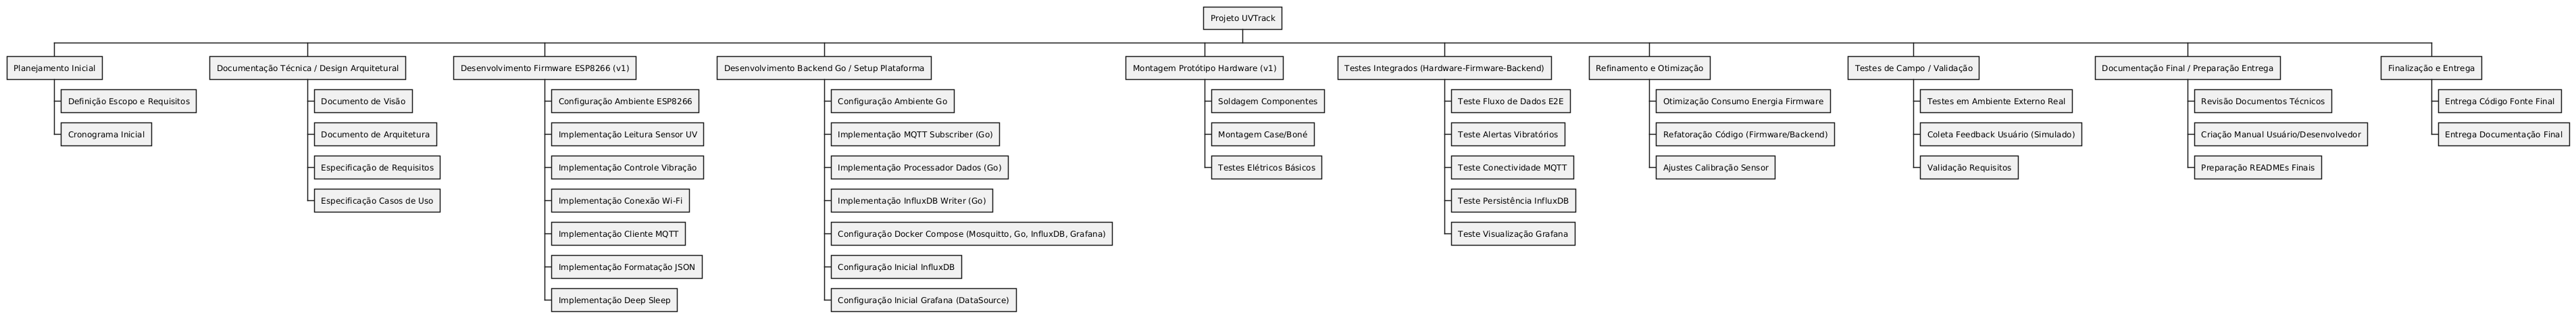 Projeto UVTrack
Planejamento Inicial
Definição Escopo e Requisitos
Cronograma Inicial
Documentação Técnica / Design Arquitetural
Documento de Visão
Documento de Arquitetura
Especificação de Requisitos
Especificação Casos de Uso
Desenvolvimento Firmware ESP8266 (v1)
Configuração Ambiente ESP8266
Implementação Leitura Sensor UV
Implementação Controle Vibração
Implementação Conexão Wi-Fi
Implementação Cliente MQTT
Implementação Formatação JSON
Implementação Deep Sleep
Desenvolvimento Backend Go / Setup Plataforma
Configuração Ambiente Go
Implementação MQTT Subscriber (Go)
Implementação Processador Dados (Go)
Implementação InfluxDB Writer (Go)
Configuração Docker Compose (Mosquitto, Go, InfluxDB, Grafana)
Configuração Inicial InfluxDB
Configuração Inicial Grafana (DataSource)
Montagem Protótipo Hardware (v1)
Soldagem Componentes
Montagem Case/Boné
Testes Elétricos Básicos
Testes Integrados (Hardware-Firmware-Backend)
Teste Fluxo de Dados E2E
Teste Alertas Vibratórios
Teste Conectividade MQTT
Teste Persistência InfluxDB
Teste Visualização Grafana
Refinamento e Otimização
Otimização Consumo Energia Firmware
Refatoração Código (Firmware/Backend)
Ajustes Calibração Sensor
Testes de Campo / Validação
Testes em Ambiente Externo Real
Coleta Feedback Usuário (Simulado)
Validação Requisitos
Documentação Final / Preparação Entrega
Revisão Documentos Técnicos
Criação Manual Usuário/Desenvolvedor
Preparação READMEs Finais
Finalização e Entrega
Entrega Código Fonte Final
Entrega Documentação Final